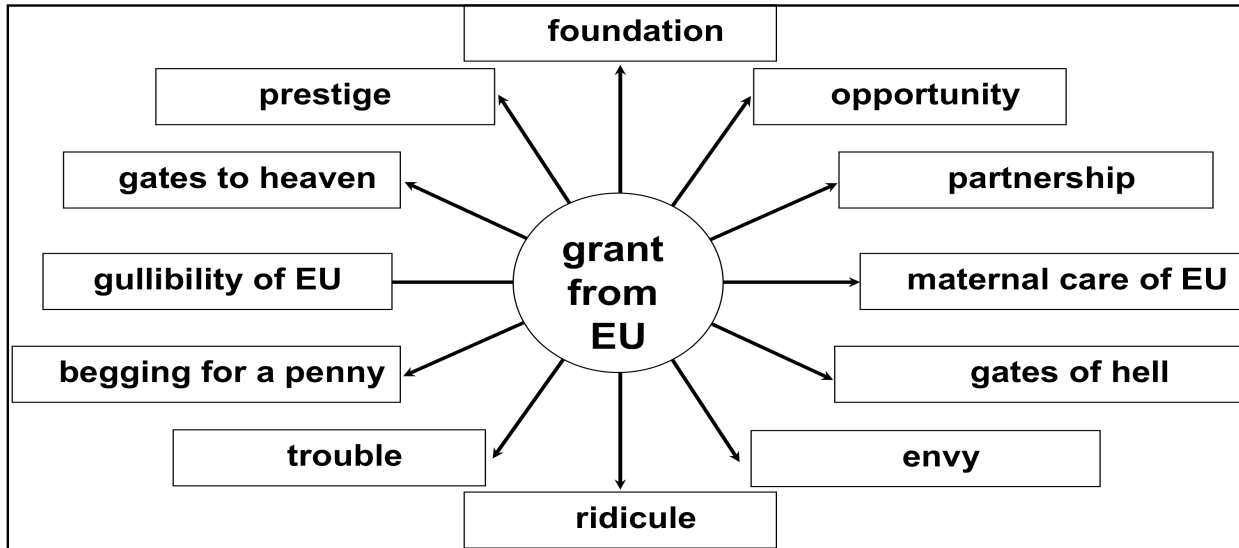 foundation
prestige
opportunity
gates to heaven
partnership
grant
from
EU
gullibility of EU
maternal care of EU
begging for a penny
gates of hell
trouble
envy
ridicule